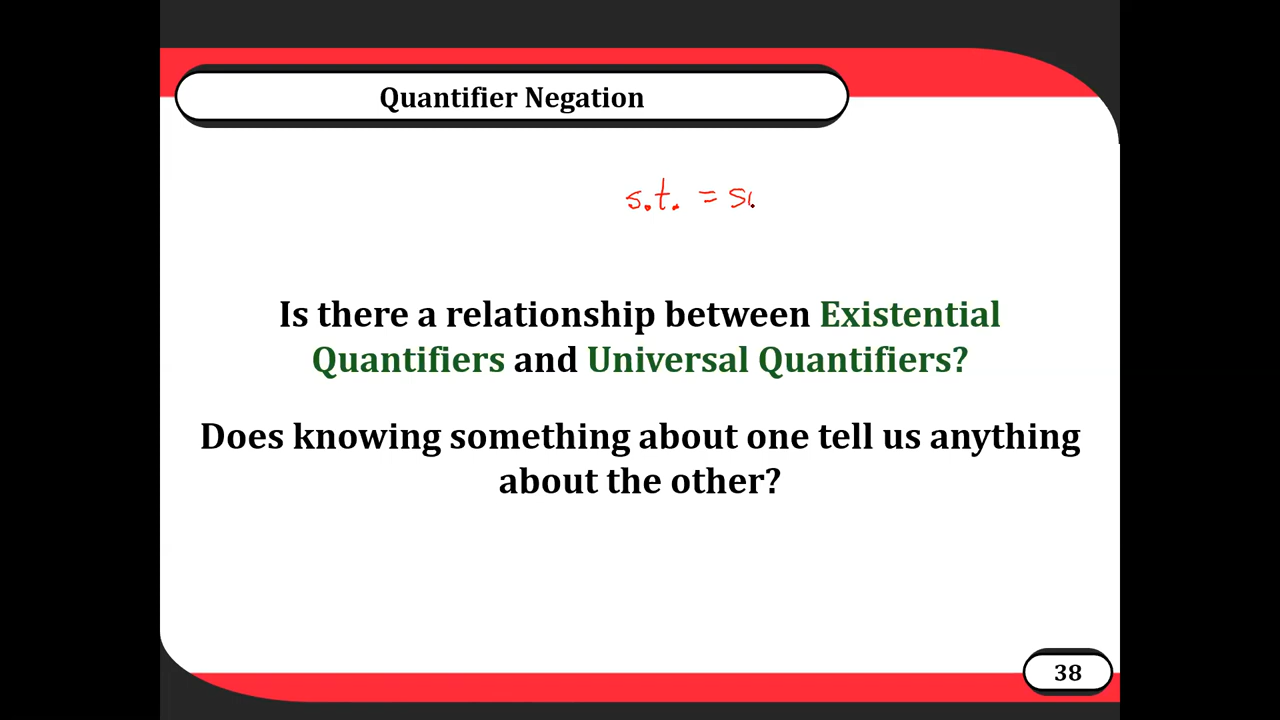 Quantifier Negation
s.t. = su
Is there a relationship between Existential
Quantifiers and Universal Quantifiers?
Does knowing something about one tell us anything
about the other?
38